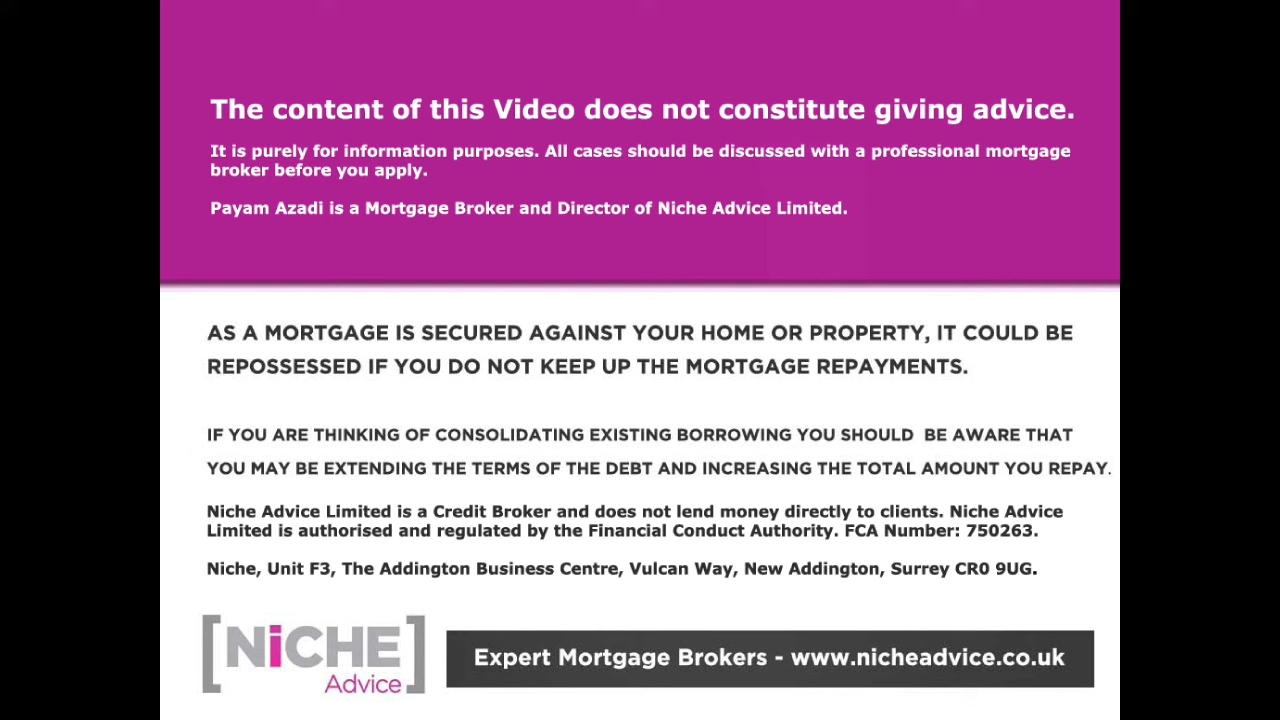 The content of this Video does not constitute giving advice.
It is purely for information purposes. All cases should be discussed with a professional mortgage
broker before you apply.
Payam Azadi is a Mortgage Broker and Director of Niche Advice Limited.
AS A MORTGAGE IS SECURED AGAINST YOUR HOME OR PROPERTY, IT COULD BE
REPOSSESSED IF YOU DO NOT KEEP UP THE MORTGAGE REPAYMENTS.
IF YOU ARE THINKING OF CONSOLIDATING EXISTING BORROWING YOU SHOULD BE AWARE THAT
YOU MAY BE EXTENDING THE TERMS OF THE DEBT AND INCREASING THE TOTAL AMOUNT YOU REPAY.
Niche Advice Limited is a Credit Broker and does not lend money directly to clients. Niche Advice
Limited is authorised and regulated by the Financial Conduct Authority. FCA Number: 750263.
Niche, Unit F3, The Addington Business Centre, Vulcan Way, New Addington, Surrey CR0 9UG.
[NiCHE]
Advice
Expert Mortgage Brokers - www.nicheadvice.co.uk